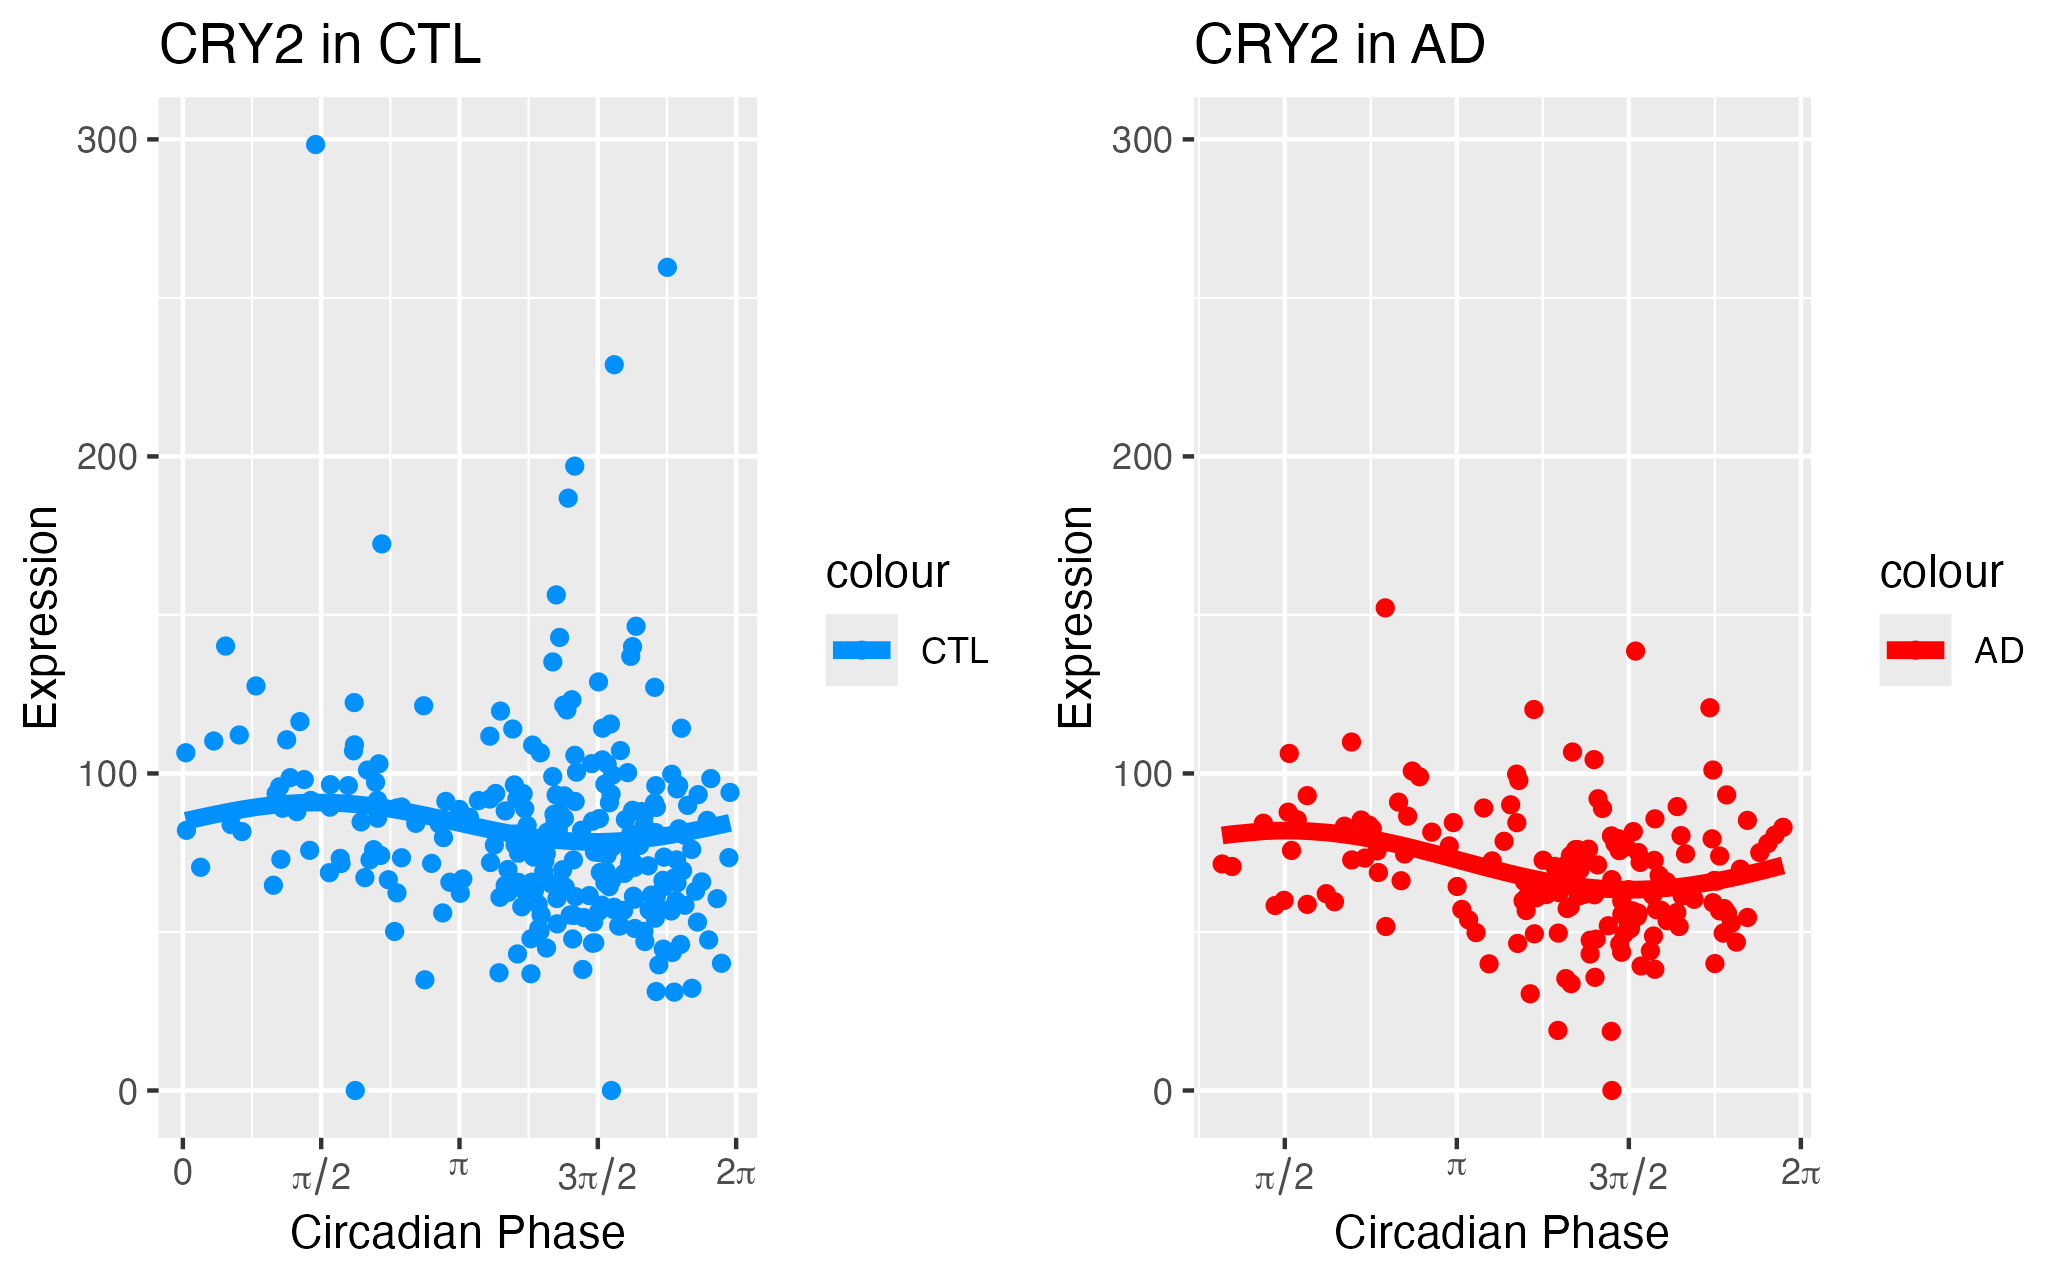 CRY2 in CTL
300
200
100
0
Expression
0
π/2
π
3π/2
2π
Circadian Phase
colour
CTL
CRY2 in AD
300
200
100
0
Expression
π/2
π
3π/2
2π
Circadian Phase
colour
AD